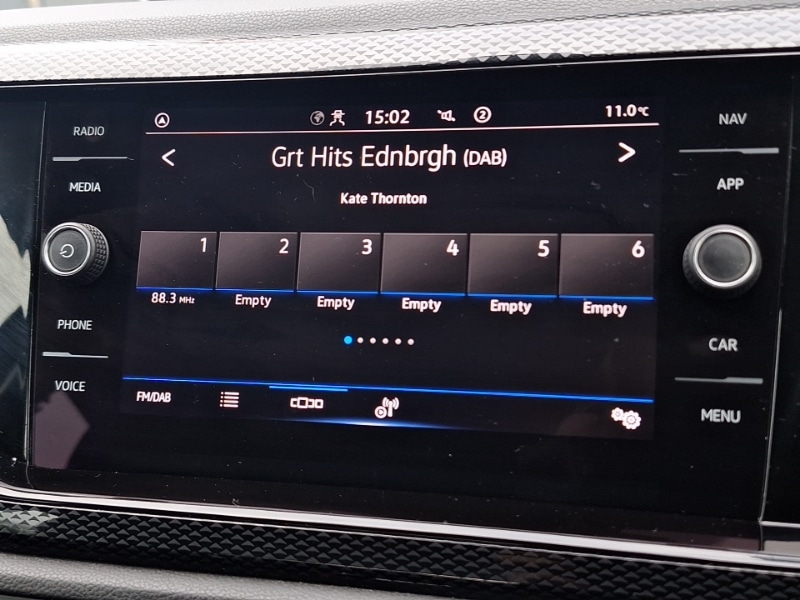 RADIO
MEDIA
PHONE
VOICE
15:02 2 11.0°C
< Grt Hits Ednbrgh (DAB) >
Kate Thornton
1 2 3 4 5 6
88.3 MHz Empty Empty Empty Empty Empty
FM/DAB
NAV
APP
CAR
MENU